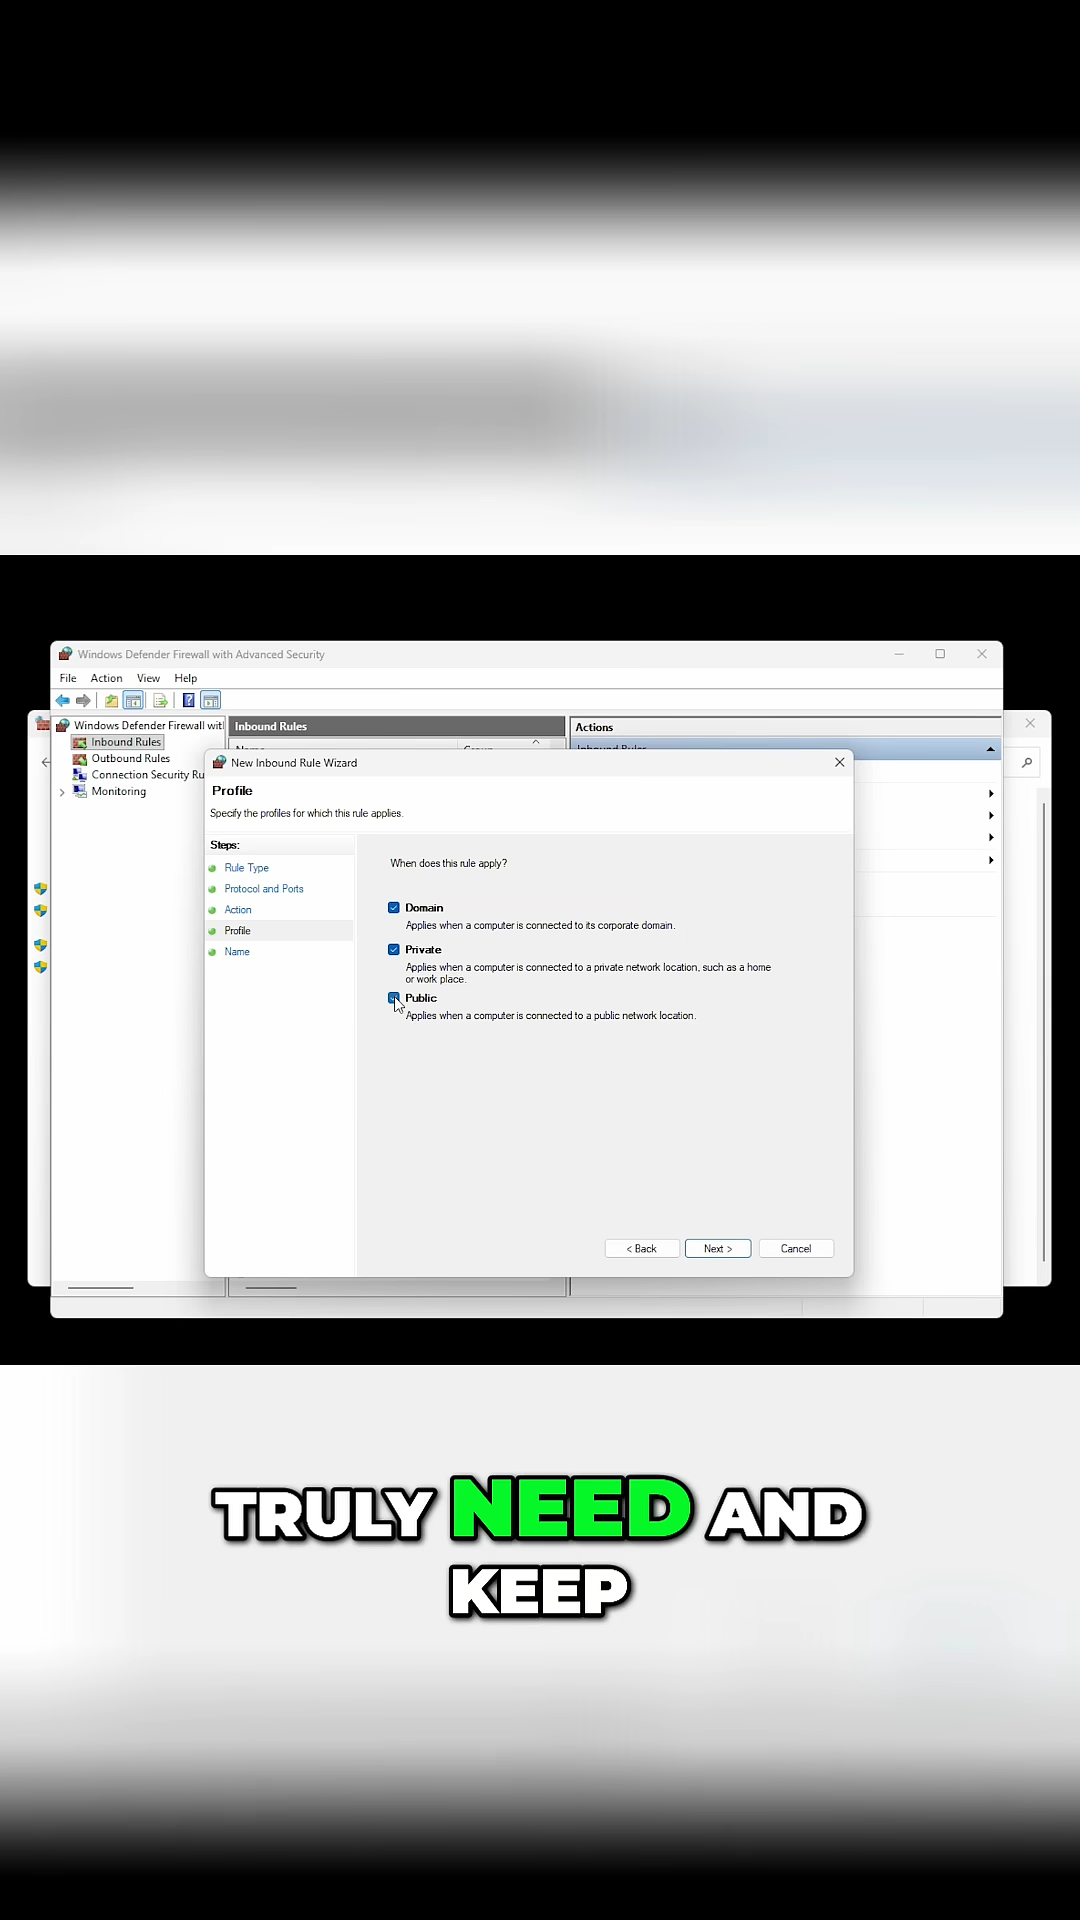 Windows Defender Firewall with Advanced Security
File Action View Help
Windows Defender Firewall wit
Inbound Rules
Outbound Rules
Connection Security Ru
Monitoring
Inbound Rules
Actions
New Inbound Rule Wizard
Profile
Specify the profiles for which this rule applies.
Steps:
Rule Type
Protocol and Ports
Action
Profile
Name
When does this rule apply?
Domain
Applies when a computer is connected to its corporate domain.
Private
Applies when a computer is connected to a private network location, such as a home
or work place.
Public
Applies when a computer is connected to a public network location.
< Back
Next >
Cancel
TRULY NEED AND
KEEP